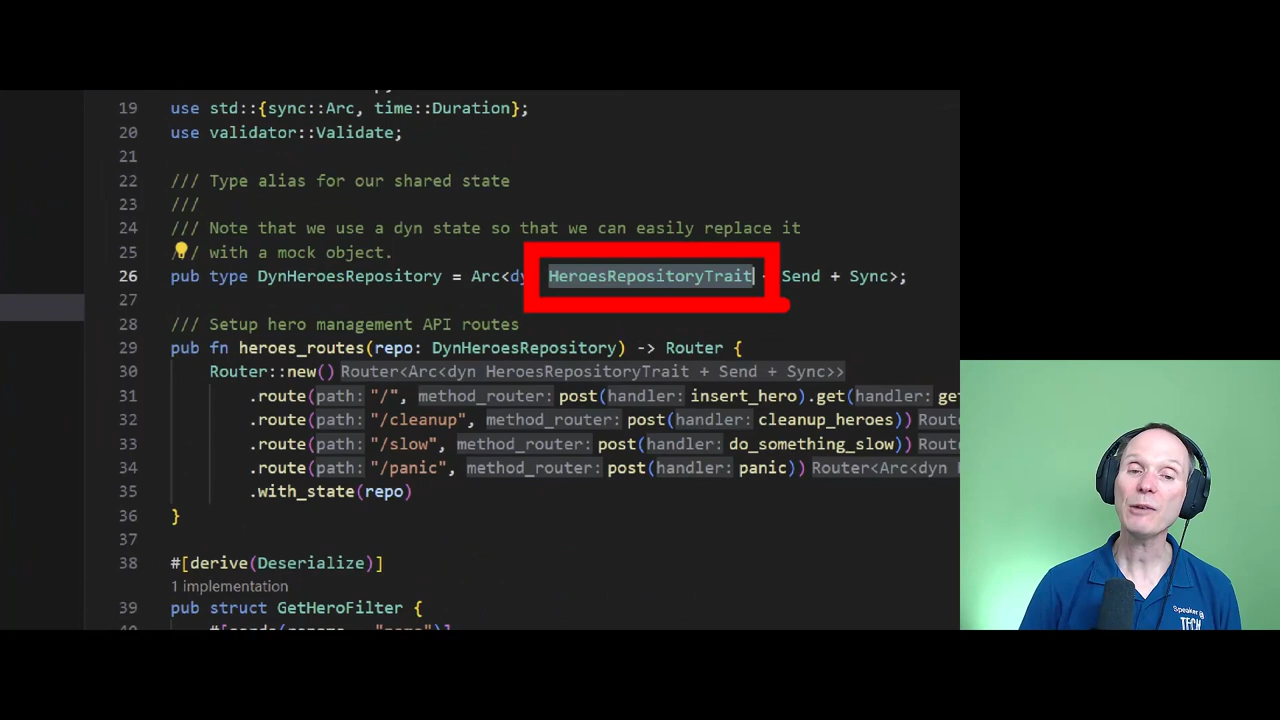 19 use std::{sync::Arc, time::Duration};
20 use validator::Validate;
21
22 /// Type alias for our shared state
23 ///
24 /// Note that we use a dyn state so that we can easily replace it
25 /// with a mock object.
26 pub type DynHeroesRepository = Arc<dy HeroesRepositoryTrait + Send + Sync>;
27
28 /// Setup hero management API routes
29 pub fn heroes_routes(repo: DynHeroesRepository) -> Router {
30 Router::new() Router<Arc<dyn HeroesRepositoryTrait + Send + Sync>>
31 .route(path: "/", method_router: post(handler: insert_hero).get(handler: get
32 .route(path: "/cleanup", method_router: post(handler: cleanup_heroes)) Route
33 .route(path: "/slow", method_router: post(handler: do_something_slow)) Route
34 .route(path: "/panic", method_router: post(handler: panic)) Router<Arc<dyn H
35 .with_state(repo)
36 }
37
38 #[derive(Deserialize)]
1 implementation
39 pub struct GetHeroFilter {
Speaker
TECH